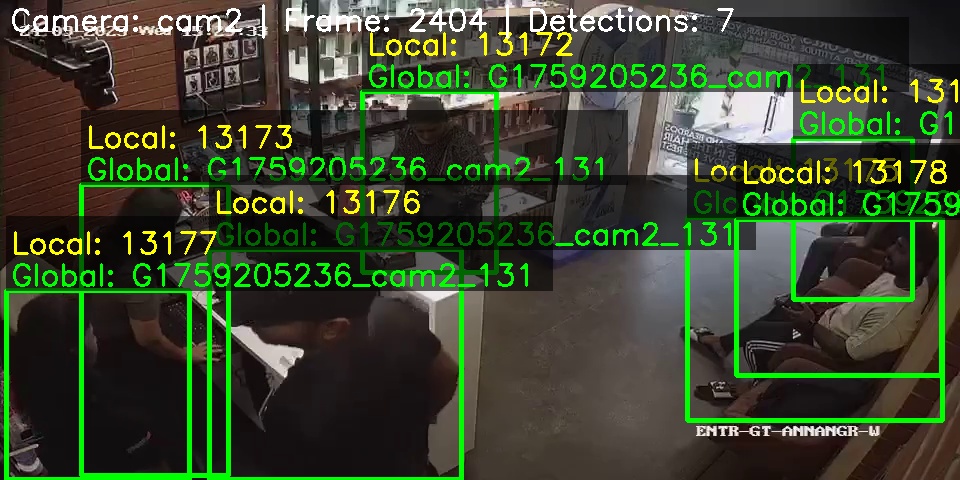 Camera: cam2 | Frame: 2404 | Detections: 7
Local: 13172
Global: G1759205236_cam2_131
Local: 131
Global: G1
Local: 13173
Global: G1759205236_cam2_131
Local: 13178
Global: G1759
Local: 13176
Global: G1759205236_cam2_131
Local: 13177
Global: G1759205236_cam2_131
ENTR-GT-ANNANGR-W